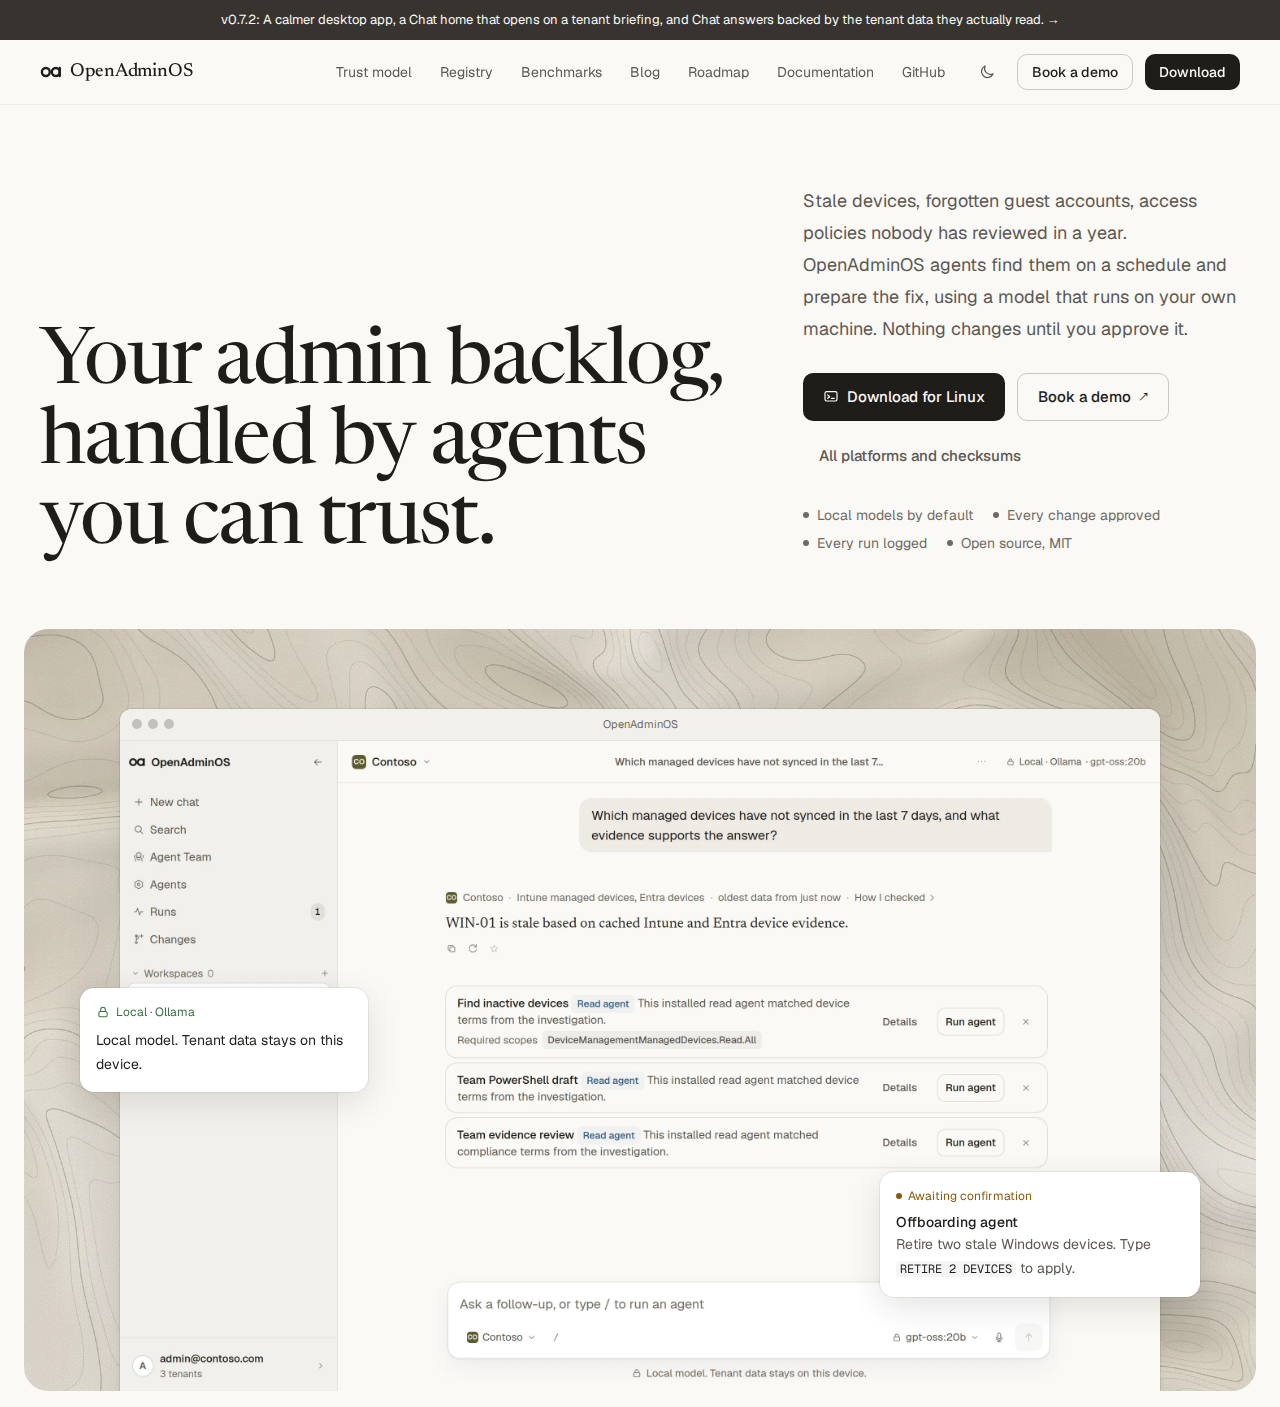 v0.7.2: A calmer desktop app, a Chat home that opens on a tenant briefing, and Chat answers backed by the tenant data they actually read. →
OpenAdminOS
Trust model
Registry
Benchmarks
Blog
Roadmap
Documentation
GitHub
Book a demo
Download
Your admin backlog,
handled by agents
you can trust.
Stale devices, forgotten guest accounts, access
policies nobody has reviewed in a year.
OpenAdminOS agents find them on a schedule and
prepare the fix, using a model that runs on your own
machine. Nothing changes until you approve it.
Download for Linux
Book a demo ↗
All platforms and checksums
Local models by default
Every change approved
Every run logged
Open source, MIT
OpenAdminOS
OpenAdminOS
←
New chat
Search
Agent Team
Agents
Runs
1
Changes
Workspaces 0
+
CO Contoso
Which managed devices have not synced in the last 7...
...
Local · Ollama · gpt-oss:20b
Which managed devices have not synced in the last 7 days, and what
evidence supports the answer?
CO Contoso · Intune managed devices, Entra devices · oldest data from just now · How I checked >
WIN-01 is stale based on cached Intune and Entra device evidence.
Find inactive devices Read agent This installed read agent matched device
terms from the investigation.
Required scopes DeviceManagementManagedDevices.Read.All
Details
Run agent
×
Team PowerShell draft Read agent This installed read agent matched device
terms from the investigation.
Details
Run agent
×
Team evidence review Read agent This installed read agent matched
compliance terms from the investigation.
Details
Run agent
×
Local · Ollama
Local model. Tenant data stays on this
device.
Awaiting confirmation
Offboarding agent
Retire two stale Windows devices. Type
RETIRE 2 DEVICES to apply.
Ask a follow-up, or type / to run an agent
CO Contoso
/
gpt-oss:20b
Local model. Tenant data stays on this device.
A
admin@contoso.com
3 tenants